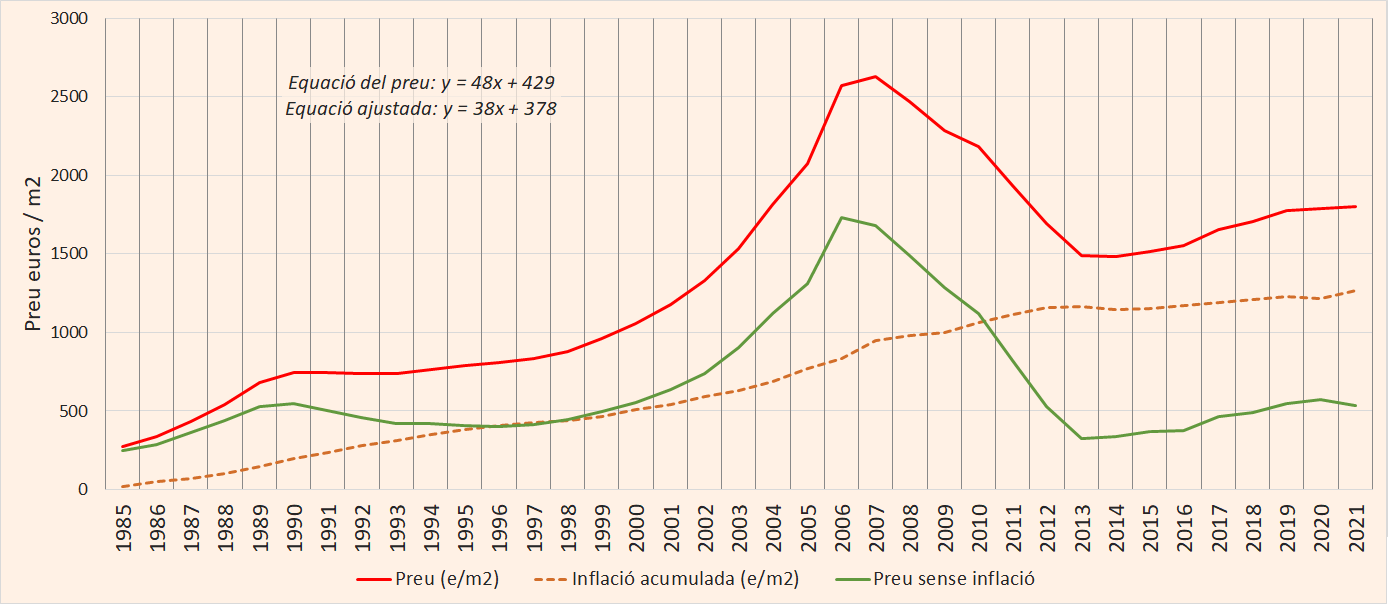 3000
2500
2000
1500
1000
500
0
Preu euros / m2
Equació del preu: y = 48x + 429
Equació ajustada: y = 38x + 378
1985 1986 1987 1988 1989 1990 1991 1992 1993 1994 1995 1996 1997 1998 1999 2000 2001 2002 2003 2004 2005 2006 2007 2008 2009 2010 2011 2012 2013 2014 2015 2016 2017 2018 2019 2020 2021
Preu (e/m2) Inflació acumulada (e/m2) Preu sense inflació